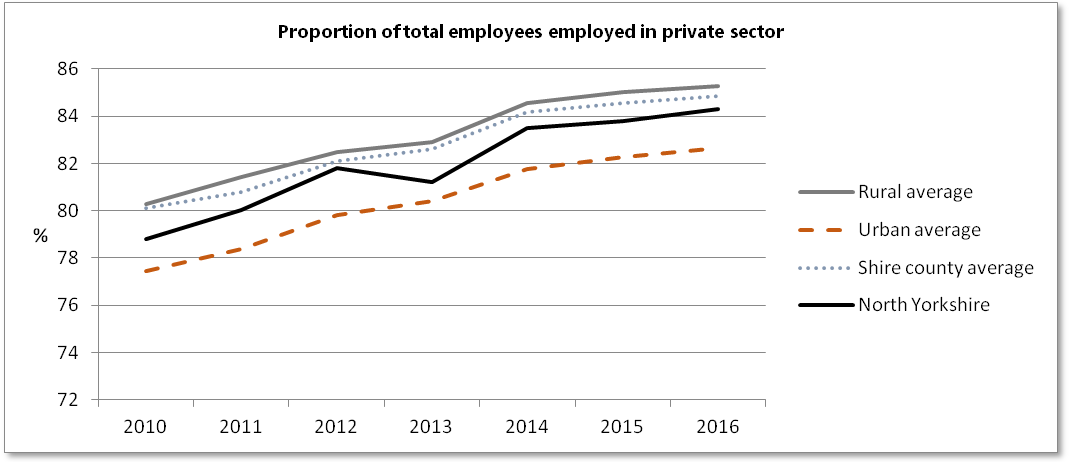 Proportion of total employees employed in private sector
86
84
82
80
78
76
74
72
%
2010 2011 2012 2013 2014 2015 2016
Rural average
Urban average
Shire county average
North Yorkshire